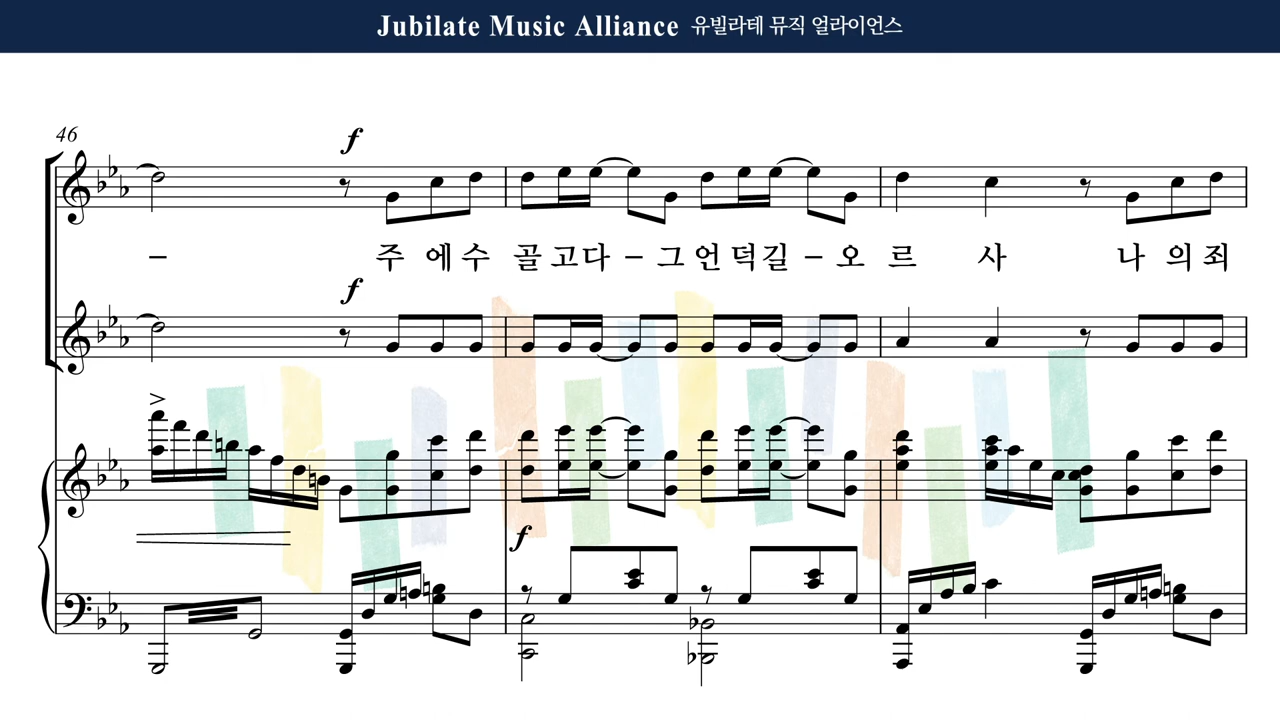 Jubilate Music Alliance 유빌라테 뮤직 얼라이언스
46
f
– 주 에 수 골 고 다 – 그 언 덕 길 – 오 르 사 나 의 죄
f
f